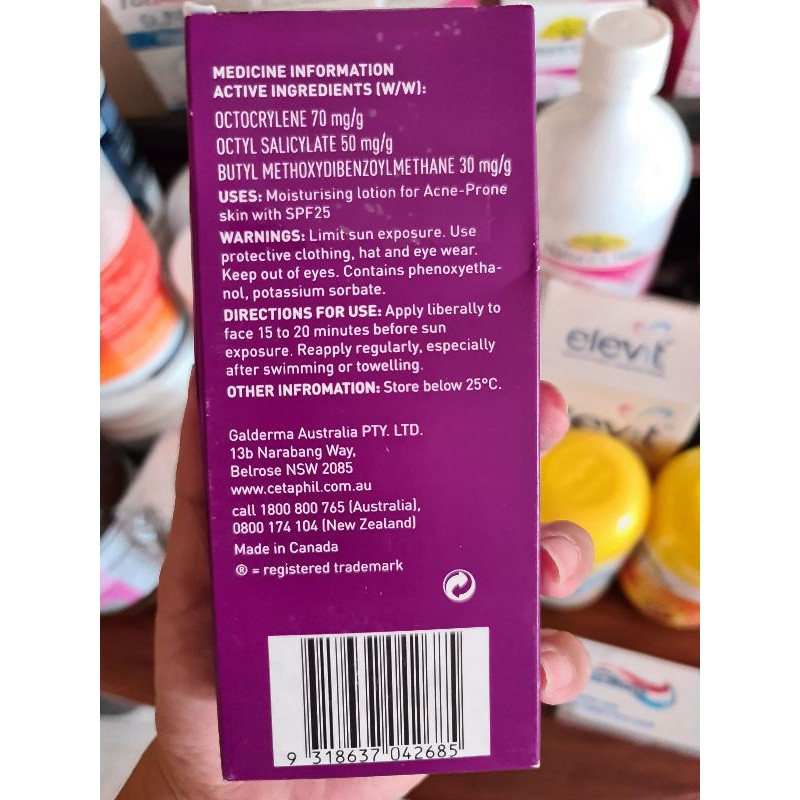 MEDICINE INFORMATION
ACTIVE INGREDIENTS (W/W):
OCTOCRYLENE 70 mg/g
OCTYL SALICYLATE 50 mg/g
BUTYL METHOXYDIBENZOYLMETHANE 30 mg/g
USES: Moisturising lotion for Acne-Prone
skin with SPF25
WARNINGS: Limit sun exposure. Use
protective clothing, hat and eye wear.
Keep out of eyes. Contains phenoxyetha-
nol, potassium sorbate.
DIRECTIONS FOR USE: Apply liberally to
face 15 to 20 minutes before sun
exposure. Reapply regularly, especially
after swimming or towelling.
OTHER INFROMATION: Store below 25°C.
Galderma Australia PTY. LTD.
13b Narabang Way,
Belrose NSW 2085
www.cetaphil.com.au
call 1800 800 765 (Australia),
0800 174 104 (New Zealand)
Made in Canada
® = registered trademark
9 318637 042685
elevit
elevit